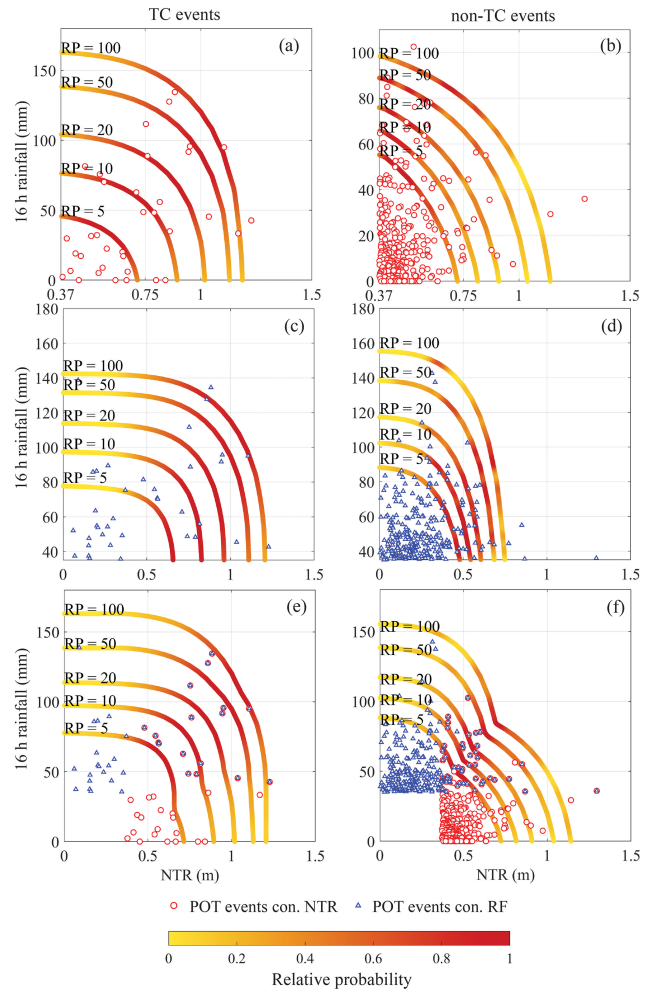 TC events
non-TC events
(a)
RP = 100
RP = 50
RP = 20
RP = 10
RP = 5
150
100
50
0
16 h rainfall (mm)
0.37
0.75
1
1.5
(b)
RP = 100
RP = 50
RP = 20
RP = 10
RP = 5
100
80
60
40
20
0
0.37
0.75
1
1.5
(c)
RP = 100
RP = 50
RP = 20
RP = 10
RP = 5
180
160
140
120
100
80
60
40
16 h rainfall (mm)
0
0.5
1
1.5
(d)
RP = 100
RP = 50
RP = 20
RP = 10
RP = 5
180
160
140
120
100
80
60
40
0
0.5
1
1.5
(e)
RP = 100
RP = 50
RP = 20
RP = 10
RP = 5
150
100
50
0
16 h rainfall (mm)
0
0.5
1
1.5
NTR (m)
(f)
RP = 100
RP = 50
RP = 20
RP = 10
RP = 5
150
100
50
0
0
0.5
1
1.5
NTR (m)
POT events con. NTR
POT events con. RF
0
0.2
0.4
0.6
0.8
1
Relative probability